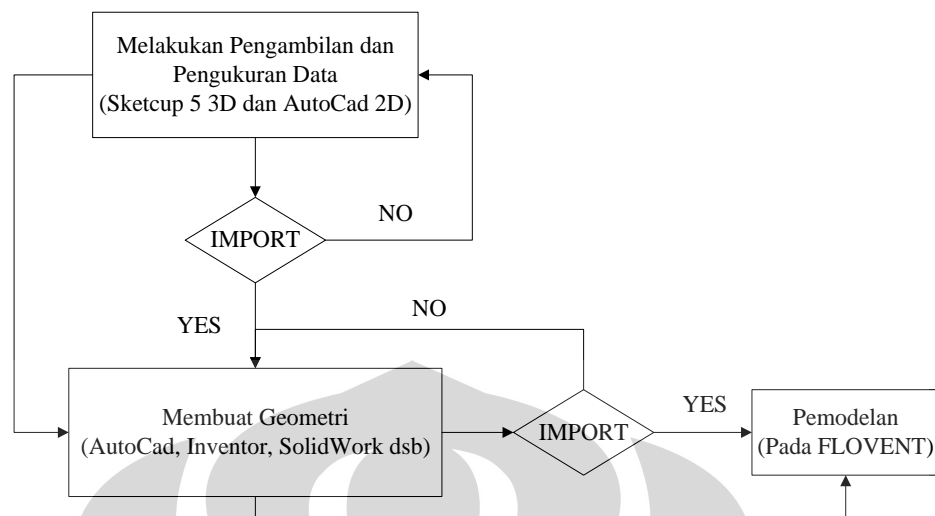 Melakukan Pengambilan dan
Pengukuran Data
(Sketcup 5 3D dan AutoCad 2D)
NO
IMPORT
NO
YES
YES
Membuat Geometri
(AutoCad, Inventor, SolidWork dsb)
IMPORT
Pemodelan
(Pada FLOVENT)